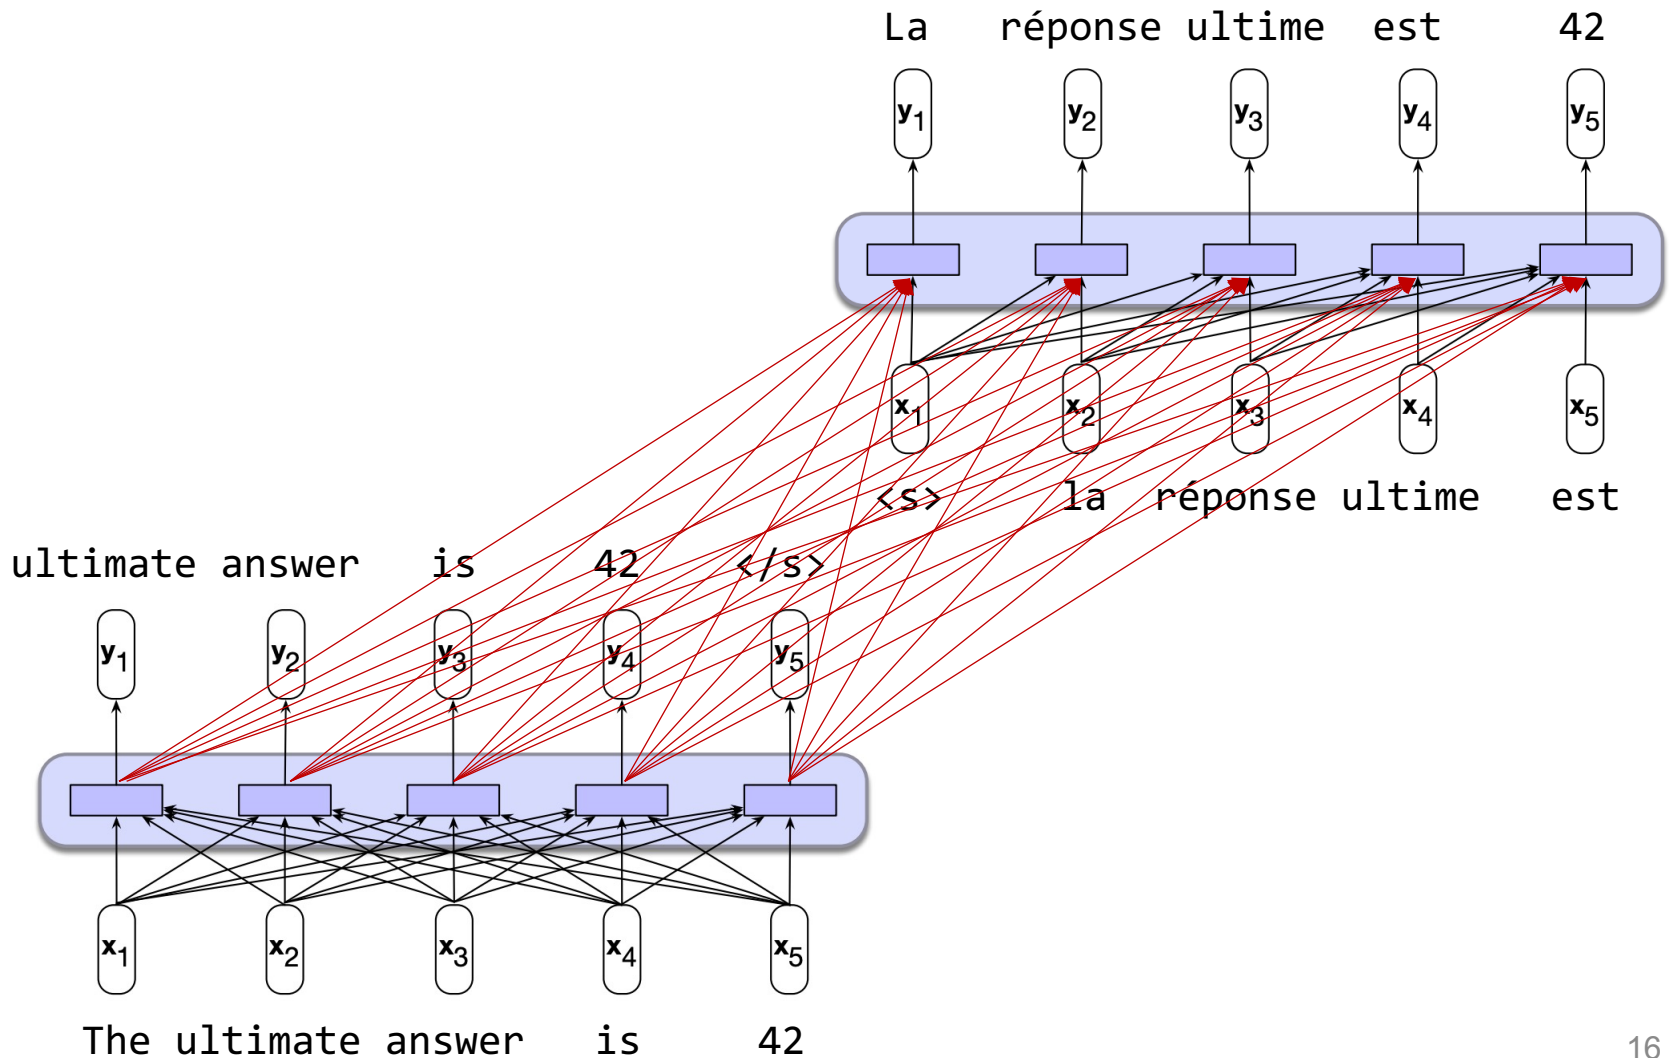 La réponse ultime est 42
y1 y2 y3 y4 y5
x1 x2 x3 x4 x5
<s> la réponse ultime est
ultimate answer is 42 </s>
y1 y2 y3 y4 y5
x1 x2 x3 x4 x5
The ultimate answer is 42
16